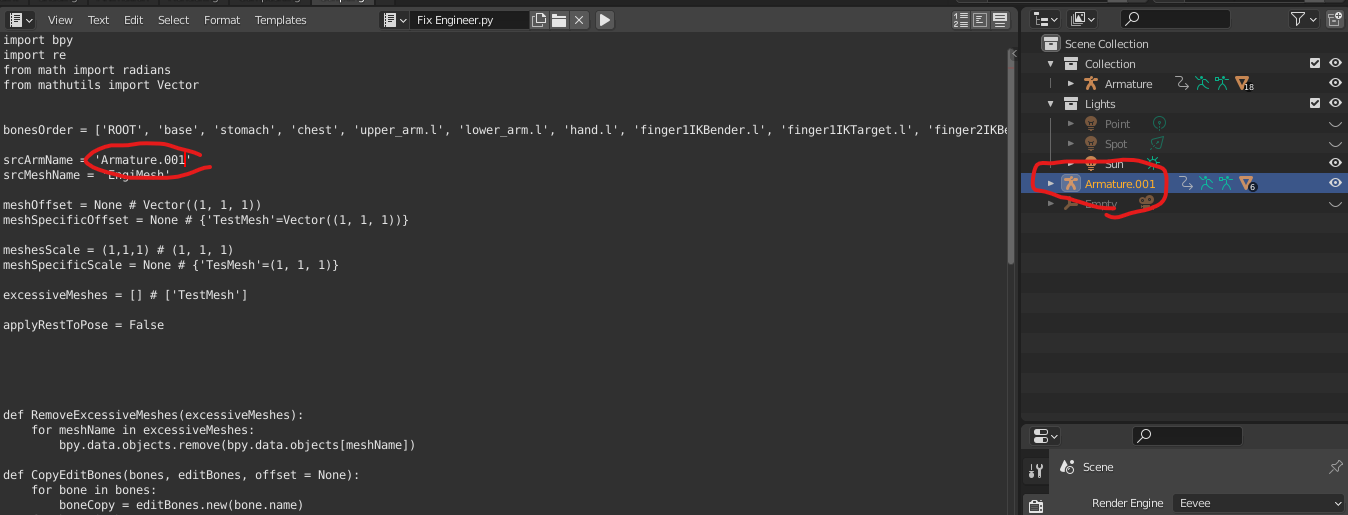 View Text Edit Select Format Templates Fix Engineer.py
import bpy
import re
from math import radians
from mathutils import Vector
bonesOrder = ['ROOT', 'base', 'stomach', 'chest', 'upper_arm.l', 'lower_arm.l', 'hand.l', 'finger1IKBender.l', 'finger1IKTarget.l', 'finger2IKBe
srcArmName = 'Armature.001'
srcMeshName = 'EngiMesh'
meshOffset = None # Vector((1, 1, 1))
meshSpecificOffset = None # {'TestMesh'=Vector((1, 1, 1))}
meshesScale = (1,1,1) # (1, 1, 1)
meshSpecificScale = None # {'TesMesh'=(1, 1, 1)}
excessiveMeshes = [] # ['TestMesh']
applyRestToPose = False
def RemoveExcessiveMeshes(excessiveMeshes):
for meshName in excessiveMeshes:
bpy.data.objects.remove(bpy.data.objects[meshName])
def CopyEditBones(bones, editBones, offset = None):
for bone in bones:
boneCopy = editBones.new(bone.name)
Scene Collection
Collection
Armature 18
Lights
Point
Spot
Sun
Armature.001 6
Empty
Scene
Render Engine Eevee